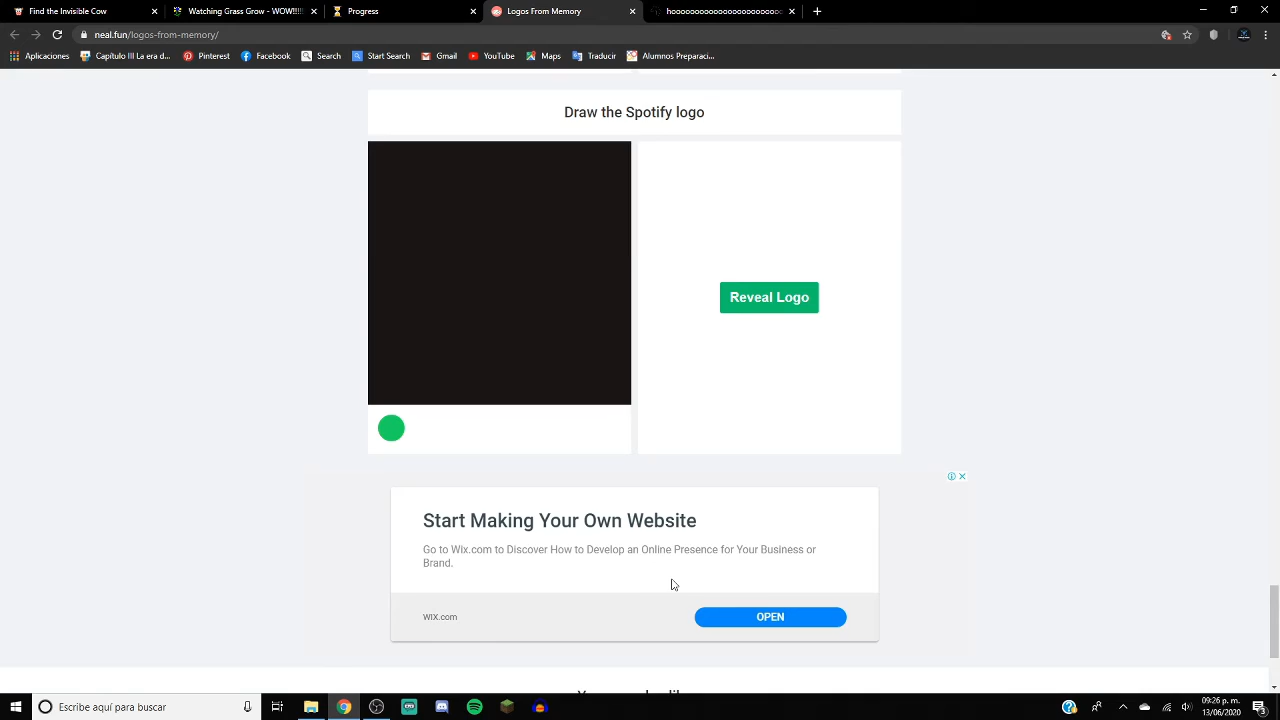 Find the Invisible Cow
Watching Grass Grow - WOW!!!!
Progress
Logos from Memory
hooooooooooooooooooooooooo
neal.fun/logos-from-memory/
Aplicaciones
Capítulo III La era d...
Pinterest
Facebook
Search
Start Search
Gmail
YouTube
Maps
Traducir
Alumnos Preparaci...
Draw the Spotify logo
Reveal Logo
Start Making Your Own Website
Go to Wix.com to Discover How to Develop an Online Presence for Your Business or
Brand.
WIX.com
OPEN
Escribe aquí para buscar
09:26 p. m.
13/06/2020